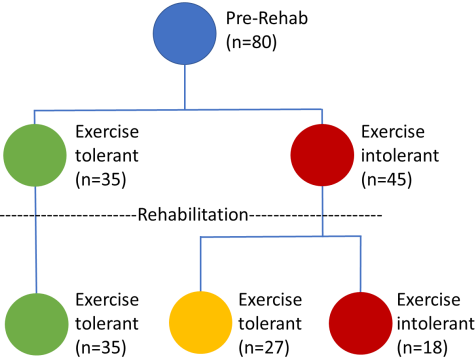 Pre-Rehab
(n=80)
Exercise
tolerant
(n=35)
Exercise
intolerant
(n=45)
Rehabilitation
Exercise
tolerant
(n=35)
Exercise
tolerant
(n=27)
Exercise
intolerant
(n=18)